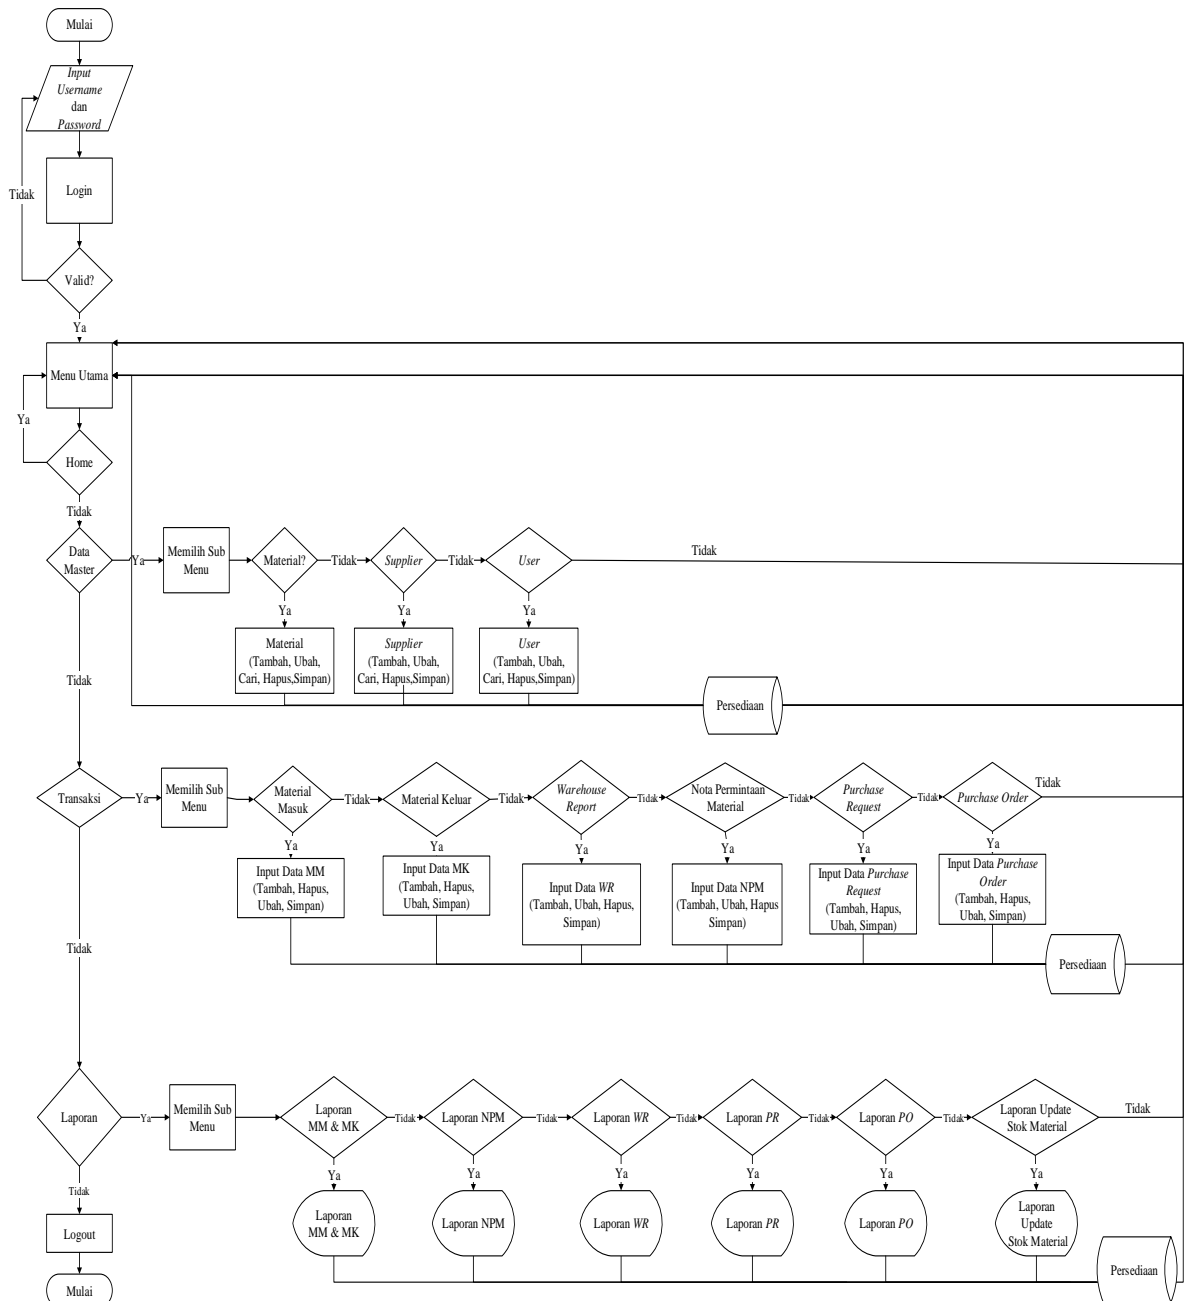 Mulai
Input
Username
dan
Password
Login
Tidak
Valid?
Ya
Menu Utama
Ya
Home
Tidak
Data
Master
Ya
Memilih Sub
Menu
Material?
Tidak
Supplier
Tidak
User
Tidak
Ya
Ya
Ya
Material
(Tambah, Ubah,
Cari, Hapus,Simpan)
Supplier
(Tambah, Ubah,
Cari, Hapus,Simpan)
User
(Tambah, Ubah,
Cari, Hapus,Simpan)
Tidak
Persediaan
Transaksi
Ya
Memilih Sub
Menu
Material
Masuk
Tidak
Material Keluar
Tidak
Warehouse
Report
Tidak
Nota Permintaan
Material
Tidak
Purchase
Request
Tidak
Purchase Order
Tidak
Ya
Ya
Ya
Ya
Ya
Ya
Input Data MM
(Tambah, Hapus,
Ubah, Simpan)
Input Data MK
(Tambah, Hapus,
Ubah, Simpan)
Input Data WR
(Tambah, Ubah, Hapus,
Simpan)
Input Data NPM
(Tambah, Ubah, Hapus
Simpan)
Input Data Purchase
Request
(Tambah, Hapus,
Ubah, Simpan)
Input Data Purchase
Order
(Tambah, Hapus,
Ubah, Simpan)
Tidak
Persediaan
Laporan
Ya
Memilih Sub
Menu
Laporan
MM & MK
Tidak
Laporan NPM
Tidak
Laporan WR
Tidak
Laporan PR
Tidak
Laporan PO
Tidak
Laporan Update
Stok Material
Tidak
Ya
Ya
Ya
Ya
Ya
Ya
Tidak
Laporan
MM & MK
Laporan NPM
Laporan WR
Laporan PR
Laporan PO
Laporan
Update
Stok Material
Logout
Persediaan
Mulai